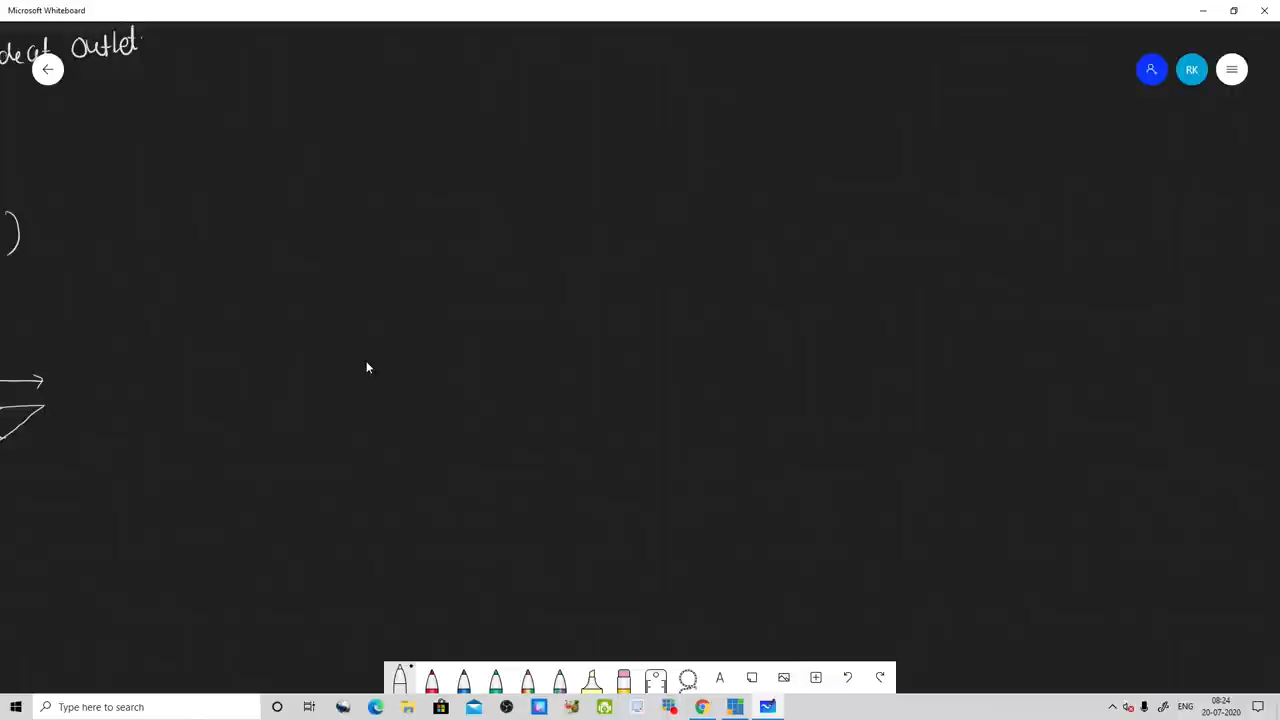 Microsoft Whiteboard
outlet
RK
A
Type here to search
ENG
08:24
20-07-2020